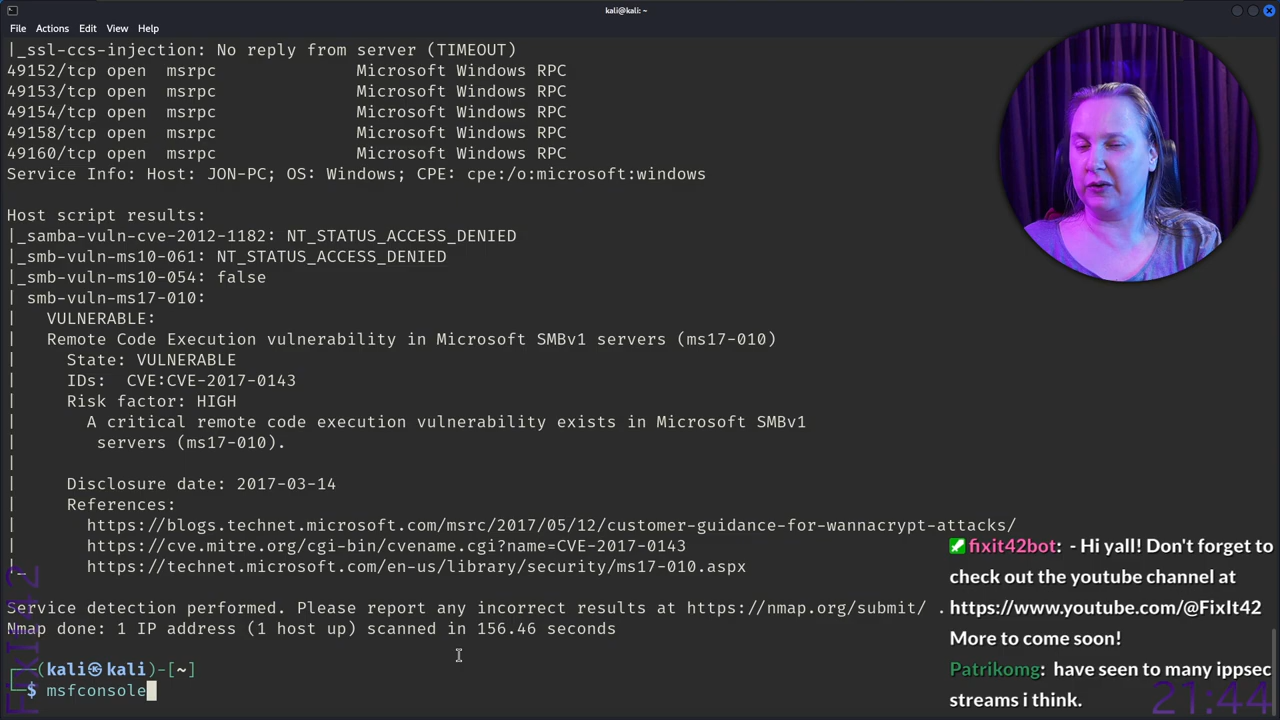 kali@kali: ~
File Actions Edit View Help
|_ssl-ccs-injection: No reply from server (TIMEOUT)
49152/tcp open msrpc Microsoft Windows RPC
49153/tcp open msrpc Microsoft Windows RPC
49154/tcp open msrpc Microsoft Windows RPC
49158/tcp open msrpc Microsoft Windows RPC
49160/tcp open msrpc Microsoft Windows RPC
Service Info: Host: JON-PC; OS: Windows; CPE: cpe:/o:microsoft:windows
Host script results:
|_samba-vuln-cve-2012-1182: NT_STATUS_ACCESS_DENIED
|_smb-vuln-ms10-061: NT_STATUS_ACCESS_DENIED
|_smb-vuln-ms10-054: false
| smb-vuln-ms17-010:
| VULNERABLE:
| Remote Code Execution vulnerability in Microsoft SMBv1 servers (ms17-010)
| State: VULNERABLE
| IDs: CVE:CVE-2017-0143
| Risk factor: HIGH
| A critical remote code execution vulnerability exists in Microsoft SMBv1
| servers (ms17-010).
|
| Disclosure date: 2017-03-14
| References:
| https://blogs.technet.microsoft.com/msrc/2017/05/12/customer-guidance-for-wannacrypt-attacks/
| https://cve.mitre.org/cgi-bin/cvename.cgi?name=CVE-2017-0143
|_ https://technet.microsoft.com/en-us/library/security/ms17-010.aspx
Service detection performed. Please report any incorrect results at https://nmap.org/submit/ .
Nmap done: 1 IP address (1 host up) scanned in 156.46 seconds
┌──(kali㉿kali)-[~]
└─$ msfconsole
fixit42bot: - Hi yall! Don't forget to
check out the youtube channel at
https://www.youtube.com/@FixIt42
More to come soon!
Patrikomg: have seen to many ippsec
streams i think.
FixIt42
21:44